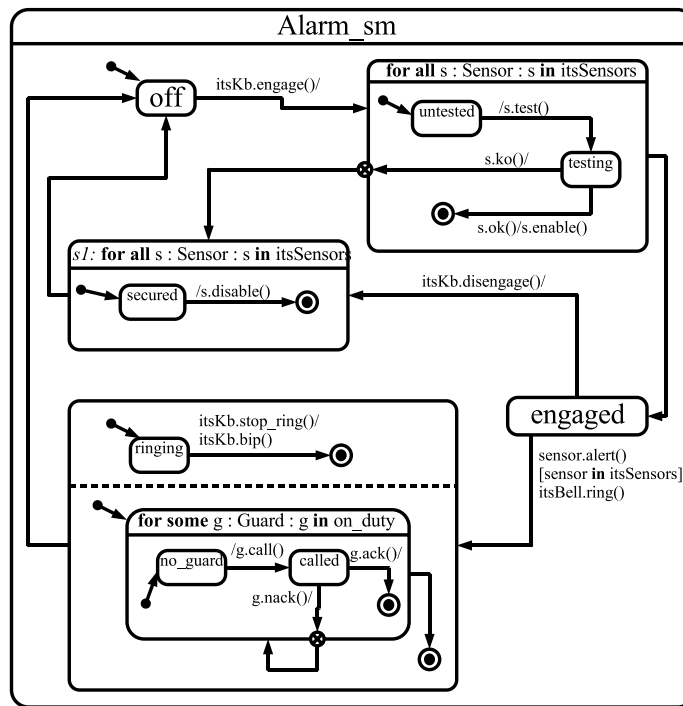 Alarm_sm
for all s : Sensor : s in itsSensors
itsKb.engage()/
off
untested
/s.test()
s.ko()/
testing
s.ok()/s.enable()
s1: for all s : Sensor : s in itsSensors
itsKb.disengage()/
secured
/s.disable()
engaged
itsKb.stop_ring()/
itsKb.bip()
ringing
sensor.alert()
[sensor in itsSensors]
itsBell.ring()
for some g : Guard : g in on_duty
/g.call()
no_guard
called
g.ack()/
g.nack()/